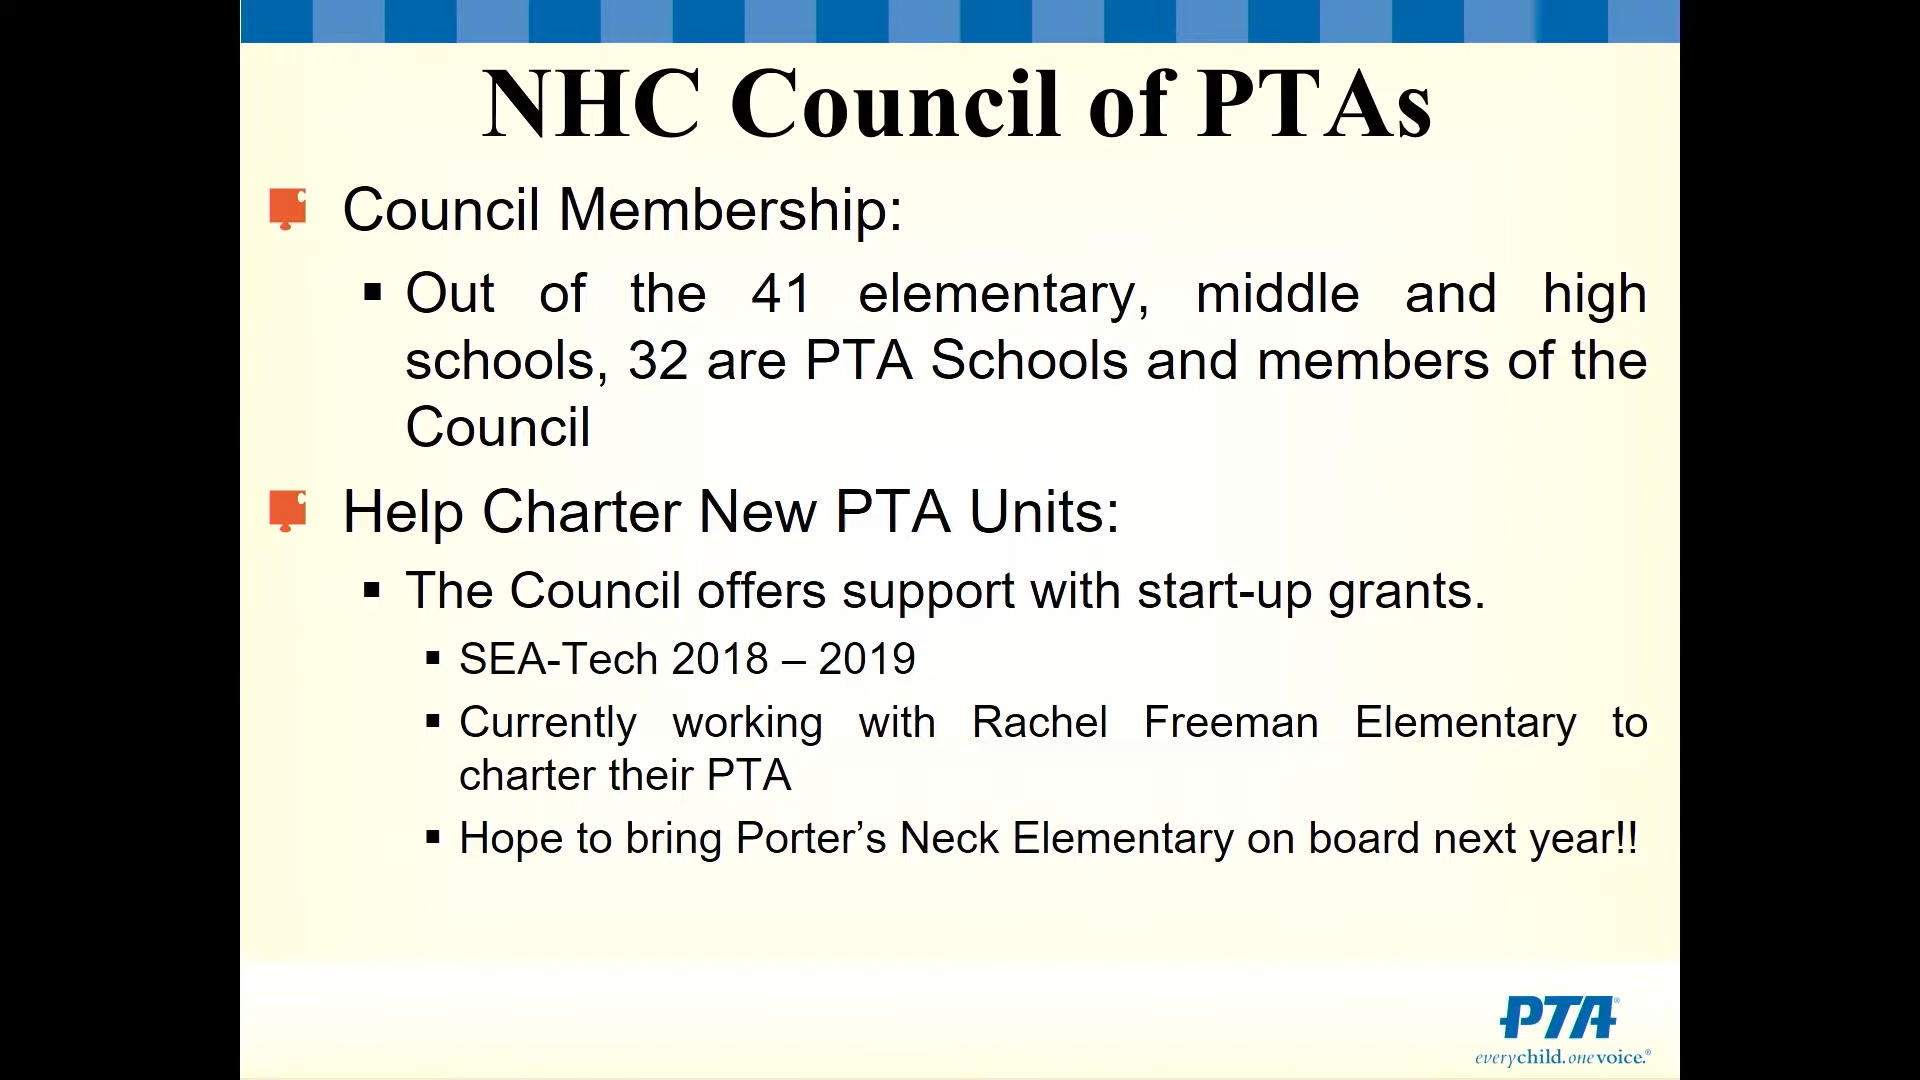 NHC Council of PTAs
Council Membership:
▪ Out of the 41 elementary, middle and high
schools, 32 are PTA Schools and members of the
Council
Help Charter New PTA Units:
▪ The Council offers support with start-up grants.
▪ SEA-Tech 2018 – 2019
▪ Currently working with Rachel Freeman Elementary to
charter their PTA
▪ Hope to bring Porter’s Neck Elementary on board next year!!
PTA®
everychild.onevoice.®